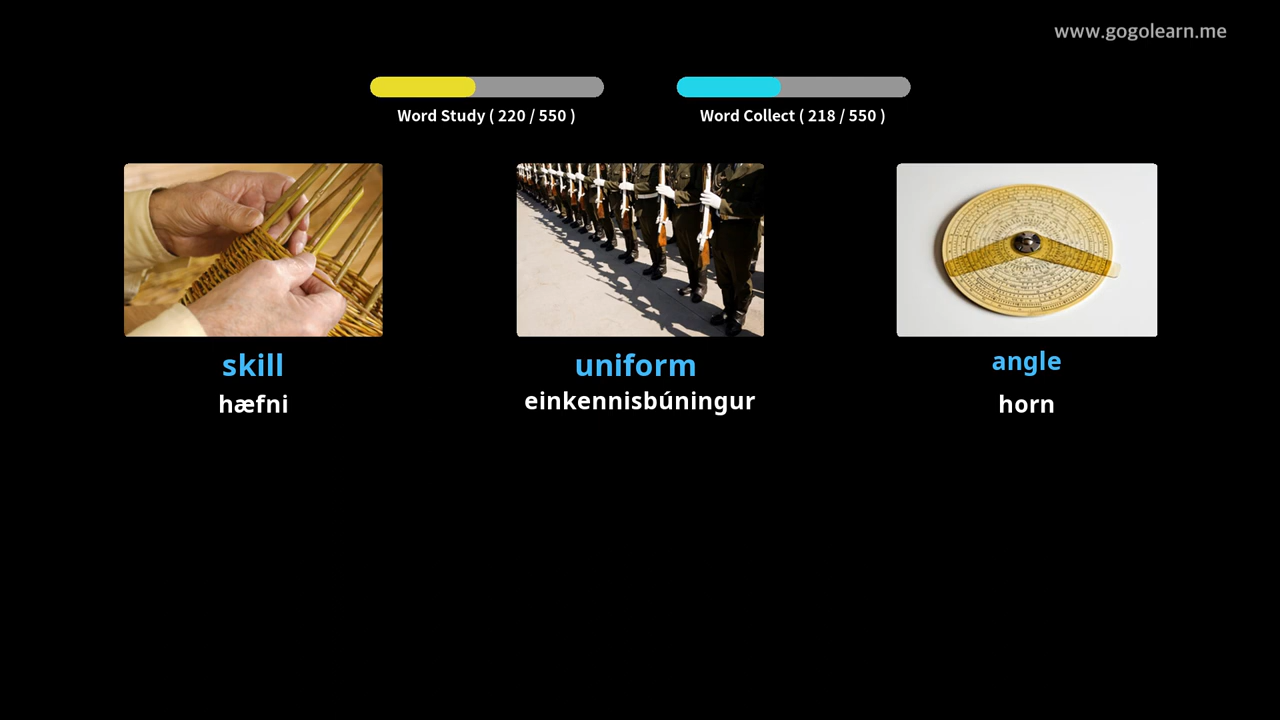 www.gogolearn.me
Word Study ( 220 / 550 )
Word Collect ( 218 / 550 )
skill
uniform
angle
hæfni
einkennisbúningur
horn